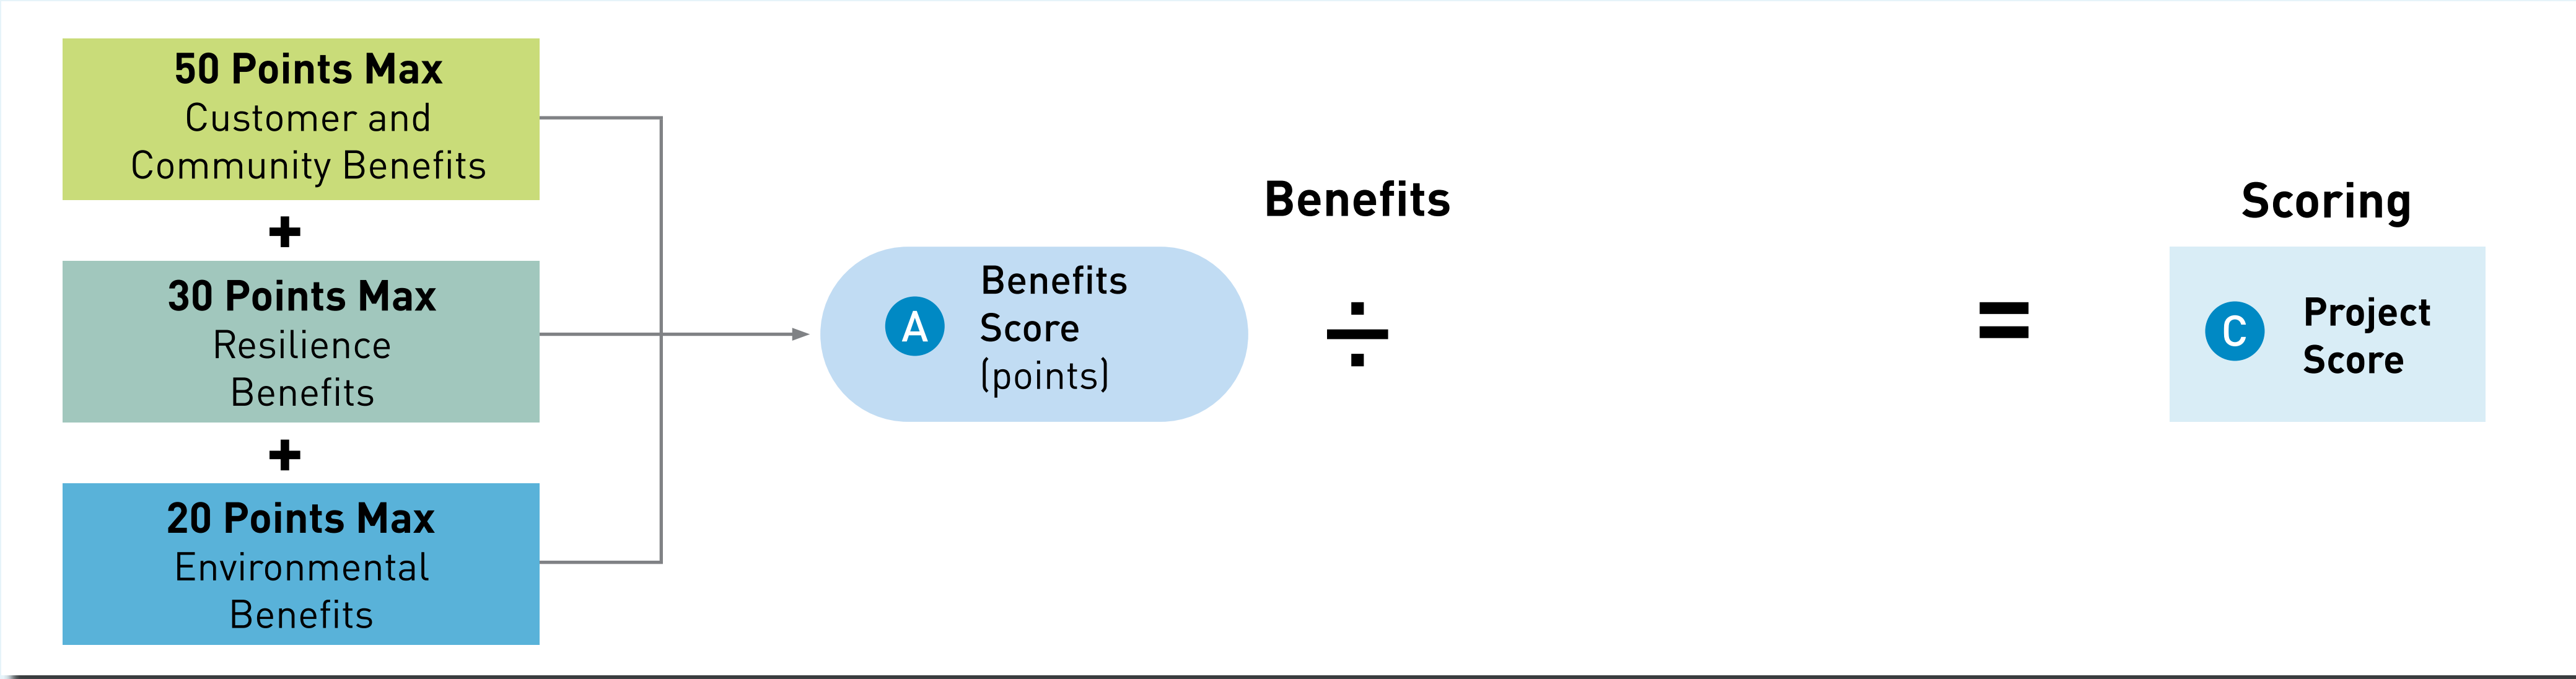 50 Points Max
Customer and
Community Benefits
+
30 Points Max
Resilience
Benefits
+
20 Points Max
Environmental
Benefits
A
Benefits
Score
(points)
Benefits
÷
=
Scoring
C
Project
Score